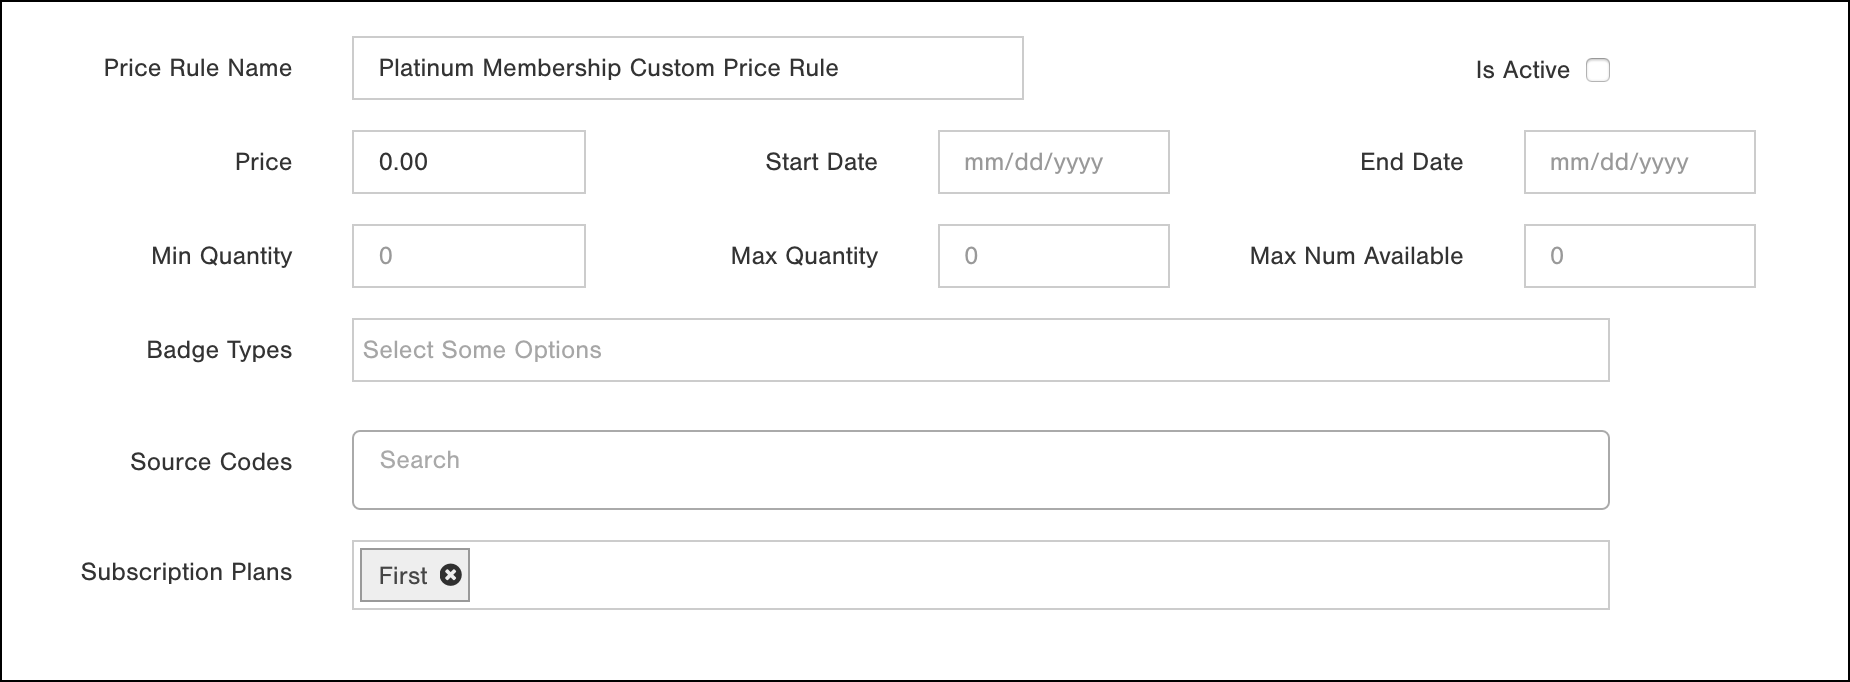 Price Rule Name Platinum Membership Custom Price Rule Is Active
Price 0.00 Start Date mm/dd/yyyy End Date mm/dd/yyyy
Min Quantity 0 Max Quantity 0 Max Num Available 0
Badge Types Select Some Options
Source Codes Search
Subscription Plans First